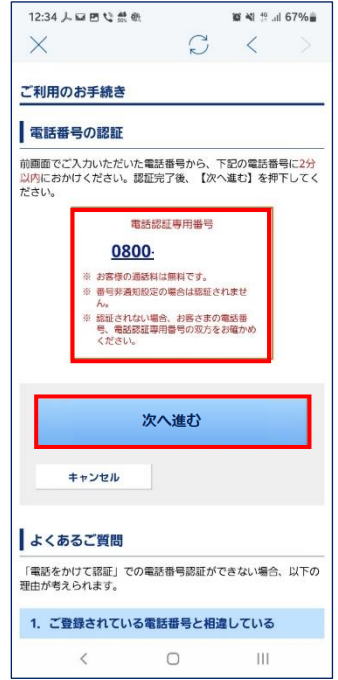 12:34
67%
ご利用のお手続き
電話番号の認証
前画面でご入力いただいた電話番号から、下記の電話番号に2分
以内におかけください。認証完了後、【次へ進む】を押下してく
ださい。
電話認証専用番号
0800-
※ お客様の通話料は無料です。
※ 番号非通知設定の場合は認証されませ
ん。
※ 認証されない場合、お客さまの電話番
号、電話認証専用番号の双方をお確かめ
ください。
次へ進む
キャンセル
よくあるご質問
「電話をかけて認証」での電話番号認証ができない場合、以下の
理由が考えられます。
1. ご登録されている電話番号と相違している